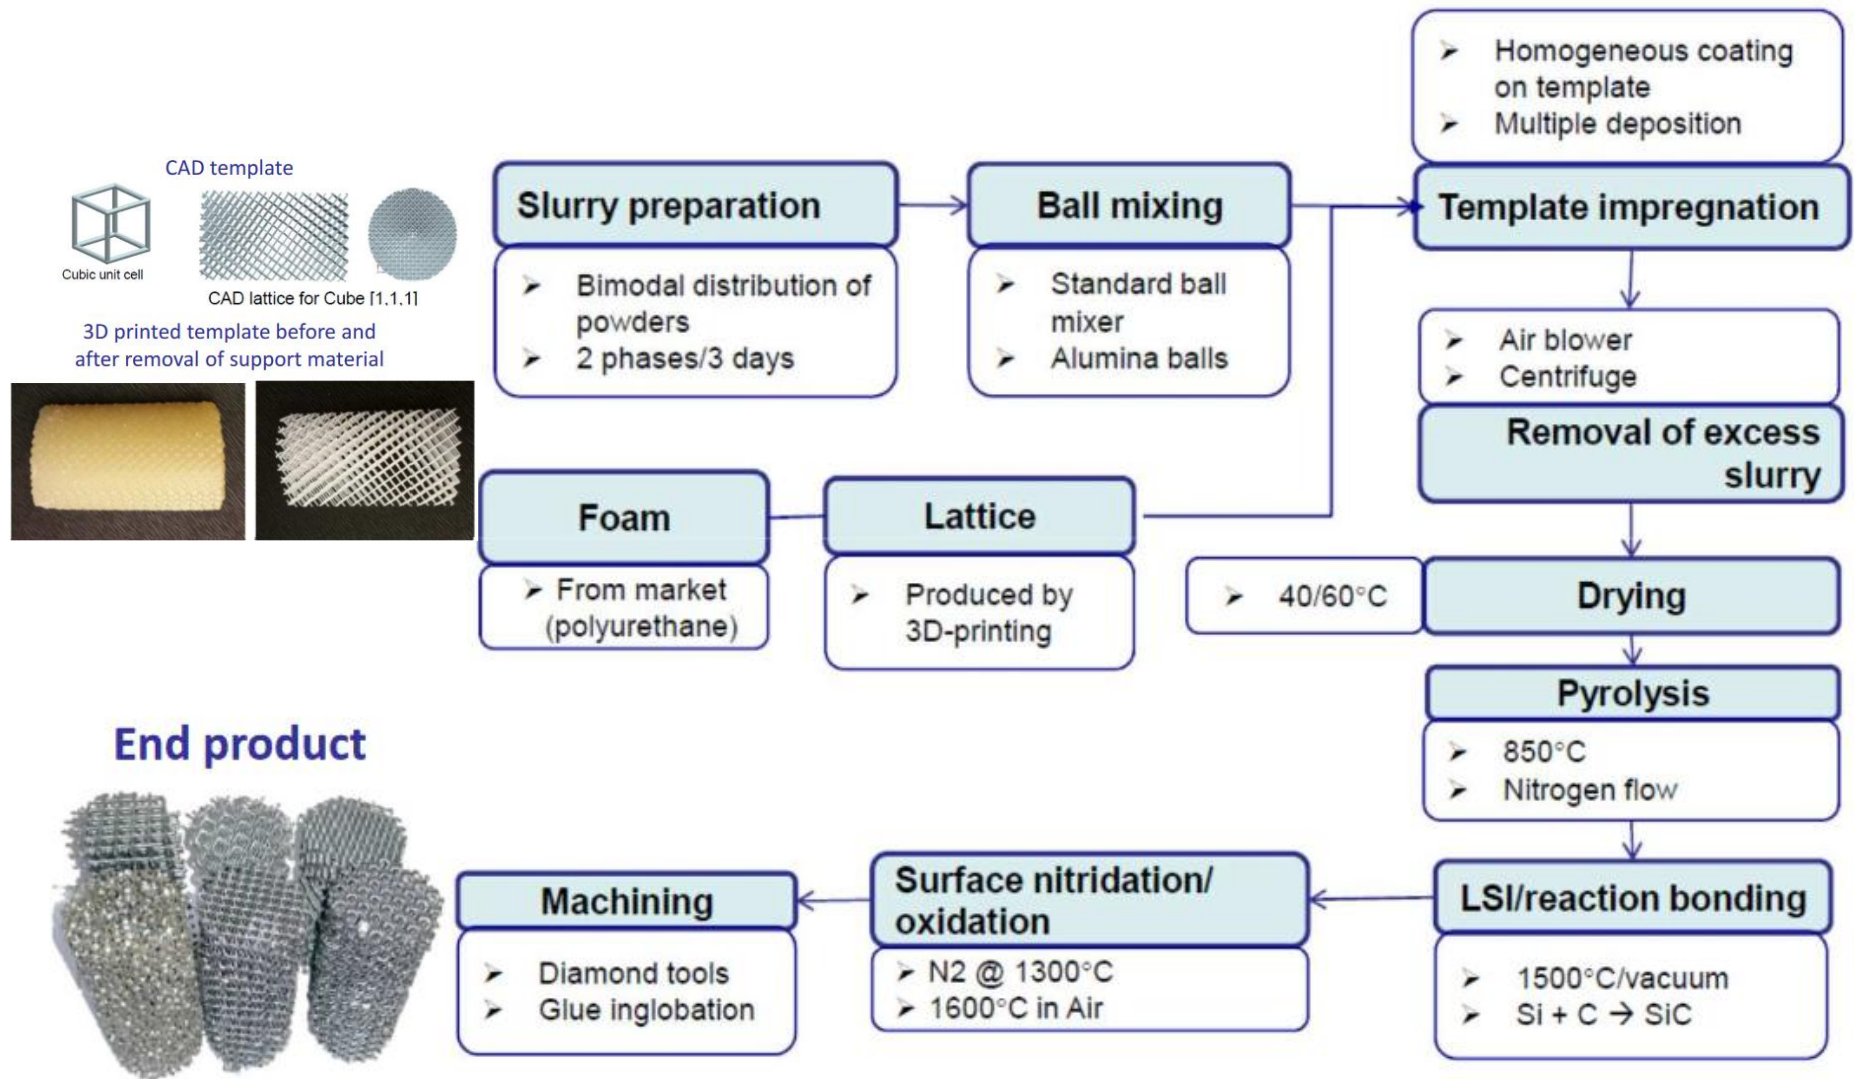 CAD template
Cubic unit cell
CAD lattice for Cube [1,1,1]
3D printed template before and
after removal of support material
Slurry preparation
➢ Bimodal distribution of
powders
➢ 2 phases/3 days
Ball mixing
➢ Standard ball
mixer
➢ Alumina balls
➢ Homogeneous coating
on template
➢ Multiple deposition
Template impregnation
➢ Air blower
➢ Centrifuge
Removal of excess
slurry
Foam
➢ From market
(polyurethane)
Lattice
➢ Produced by
3D-printing
➢ 40/60°C
Drying
Pyrolysis
➢ 850°C
➢ Nitrogen flow
LSI/reaction bonding
➢ 1500°C/vacuum
➢ Si + C → SiC
Surface nitridation/
oxidation
➢ N2 @ 1300°C
➢ 1600°C in Air
Machining
➢ Diamond tools
➢ Glue inglobation
End product